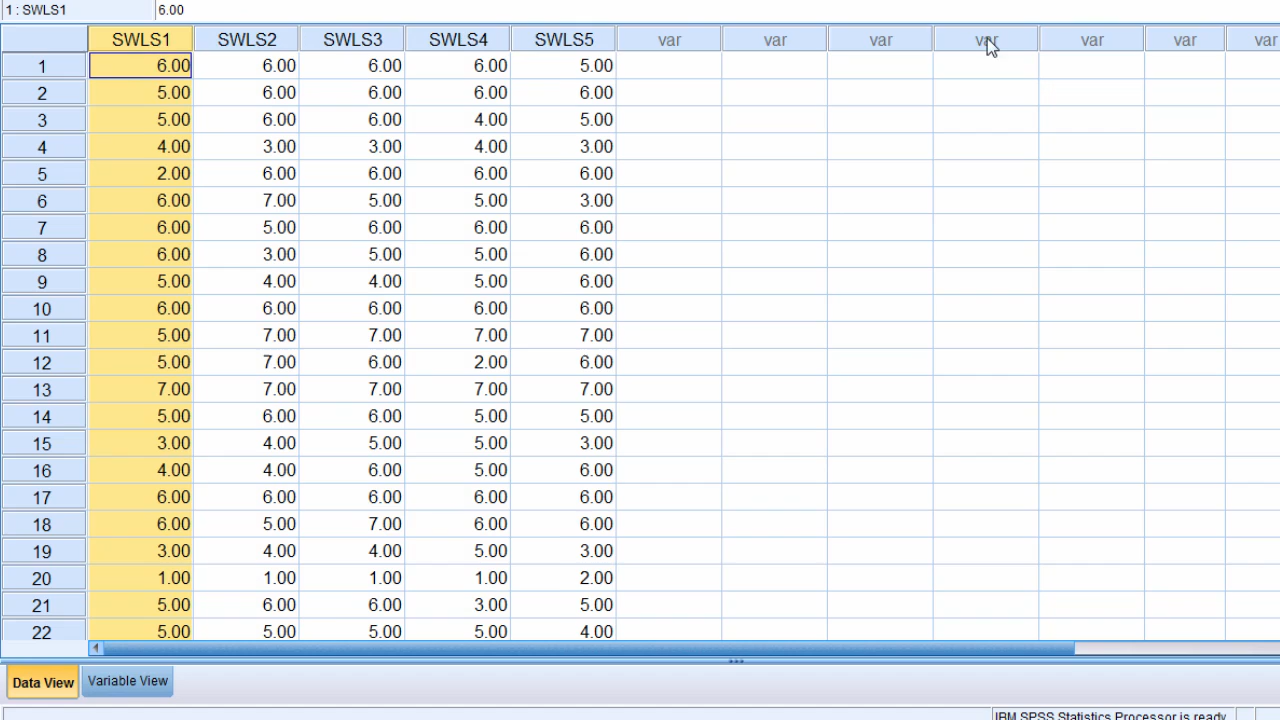 1 : SWLS1 6.00
SWLS1 SWLS2 SWLS3 SWLS4 SWLS5 var var var var var var var
1 6.00 6.00 6.00 6.00 5.00
2 5.00 6.00 6.00 6.00 6.00
3 5.00 6.00 6.00 4.00 5.00
4 4.00 3.00 3.00 4.00 3.00
5 2.00 6.00 6.00 6.00 6.00
6 6.00 7.00 5.00 5.00 3.00
7 6.00 5.00 6.00 6.00 6.00
8 6.00 3.00 5.00 5.00 6.00
9 5.00 4.00 4.00 5.00 6.00
10 6.00 6.00 6.00 6.00 6.00
11 5.00 7.00 7.00 7.00 7.00
12 5.00 7.00 6.00 2.00 6.00
13 7.00 7.00 7.00 7.00 7.00
14 5.00 6.00 6.00 5.00 5.00
15 3.00 4.00 5.00 5.00 3.00
16 4.00 4.00 6.00 5.00 6.00
17 6.00 6.00 6.00 6.00 6.00
18 6.00 5.00 7.00 6.00 6.00
19 3.00 4.00 4.00 5.00 3.00
20 1.00 1.00 1.00 1.00 2.00
21 5.00 6.00 6.00 3.00 5.00
22 5.00 5.00 5.00 5.00 4.00
Data View Variable View
IBM SPSS Statistics Processor is ready